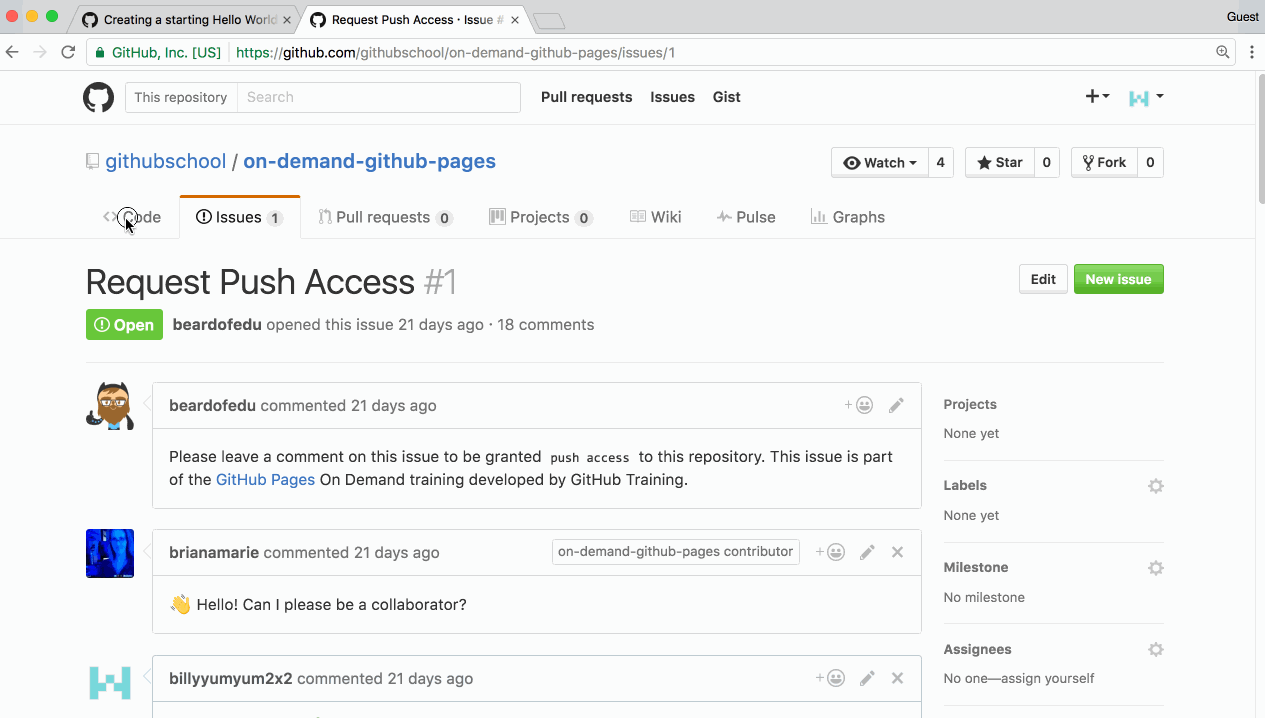 Creating a starting Hello World
Request Push Access · Issue #
Guest
GitHub, Inc. [US] https://github.com/githubschool/on-demand-github-pages/issues/1
This repository Search Pull requests Issues Gist
githubschool / on-demand-github-pages
Watch 4 Star 0 Fork 0
Code Issues 1 Pull requests 0 Projects 0 Wiki Pulse Graphs
Request Push Access #1
Edit New issue
Open beardofedu opened this issue 21 days ago · 18 comments
beardofedu commented 21 days ago
Please leave a comment on this issue to be granted push access to this repository. This issue is part
of the GitHub Pages On Demand training developed by GitHub Training.
brianamarie commented 21 days ago on-demand-github-pages contributor
Hello! Can I please be a collaborator?
billyyumyum2x2 commented 21 days ago
Projects
None yet
Labels
None yet
Milestone
No milestone
Assignees
No one—assign yourself